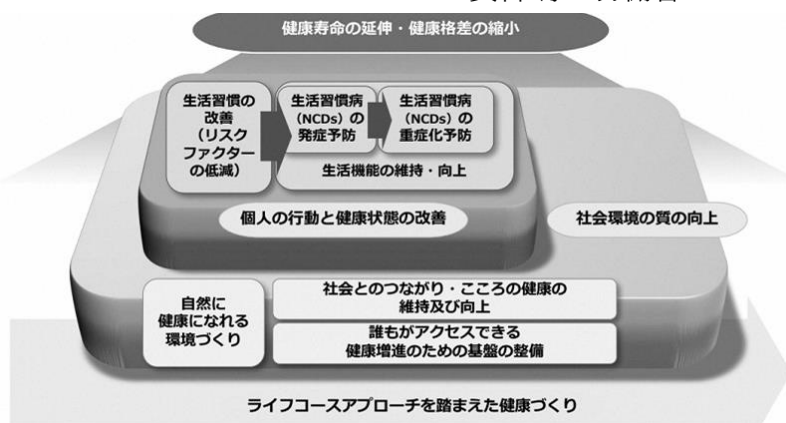 健康寿命の延伸・健康格差の縮小
生活習慣の
改善
（リスク
ファクター
の低減）
生活習慣病
（NCDs）の
発症予防
生活習慣病
（NCDs）の
重症化予防
生活機能の維持・向上
個人の行動と健康状態の改善
社会環境の質の向上
自然に
健康になれる
環境づくり
社会とのつながり・こころの健康の
維持及び向上
誰もがアクセスできる
健康増進のための基盤の整備
ライフコースアプローチを踏まえた健康づくり